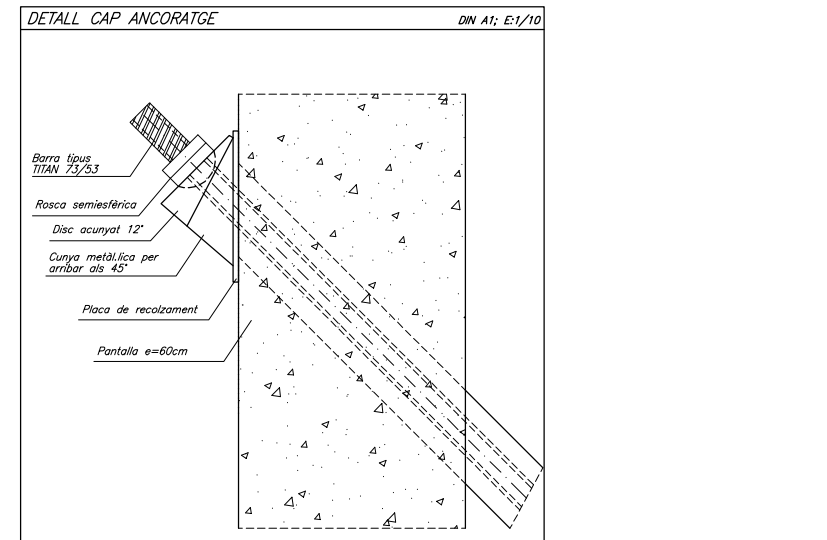 DETALL CAP ANCORATGE
DIN A1; E:1/10
Barra tipus
TITAN 73/53
Rosca semiesfèrica
Disc acunyat 12°
Cunya metàl.lica per
arribar als 45°
Placa de recolzament
Pantalla e=60cm